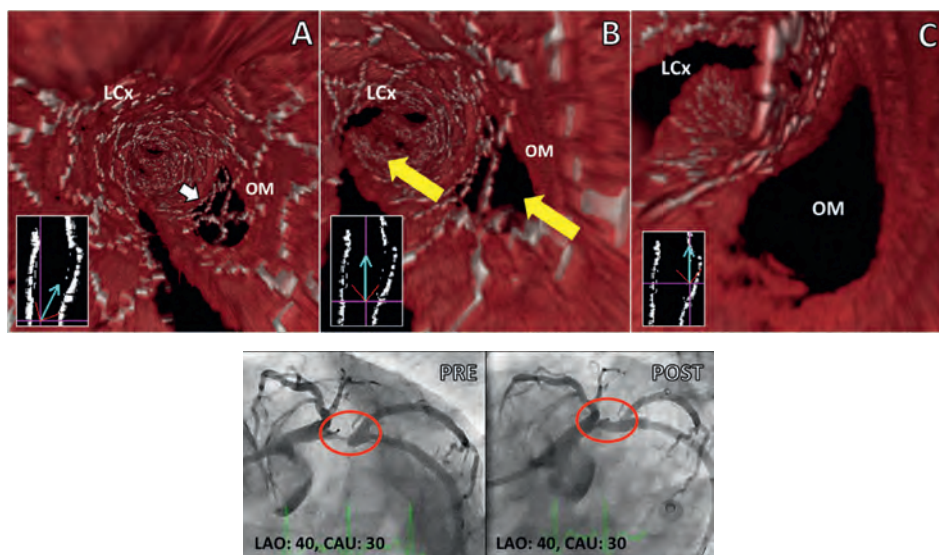 A
LCx
OM
B
LCx
OM
C
LCx
OM
PRE
LAO: 40, CAU: 30
POST
LAO: 40, CAU: 30